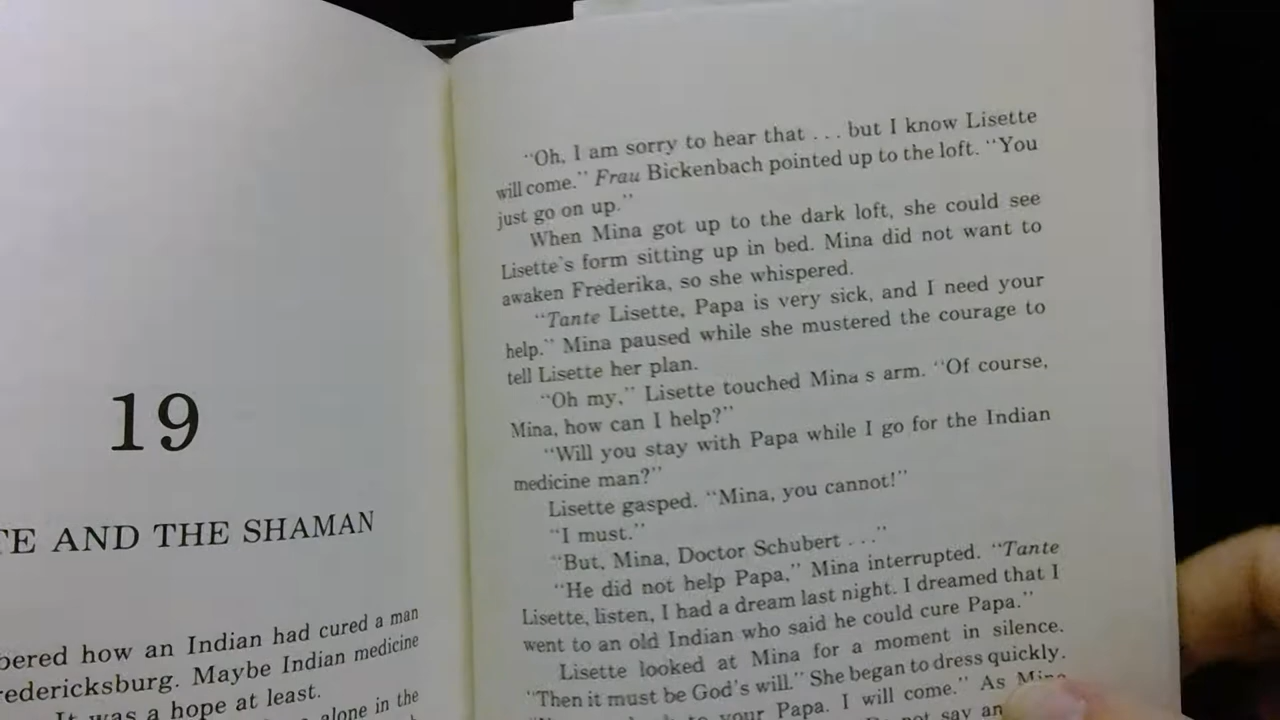 19
AND THE SHAMAN
how an Indian had cured a man
Maybe Indian medicine
It was a hope at least.
alone in the
“Oh, I am sorry to hear that . . . but I know Lisette
will come.” Frau Bickenbach pointed up to the loft. “You
just go on up.”
When Mina got up to the dark loft, she could see
Lisette's form sitting up in bed. Mina did not want to
awaken Frederika, so she whispered.
“Tante Lisette, Papa is very sick, and I need your
help.” Mina paused while she mustered the courage to
tell Lisette her plan.
“Oh my,” Lisette touched Mina s arm. “Of course,
Mina, how can I help?”
“Will you stay with Papa while I go for the Indian
medicine man?”
Lisette gasped. “Mina, you cannot!”
“I must.”
“But, Mina, Doctor Schubert . . .”
“He did not help Papa,” Mina interrupted. “Tante
Lisette, listen, I had a dream last night. I dreamed that I
went to an old Indian who said he could cure Papa.”
Lisette looked at Mina for a moment in silence.
“Then it must be God's will.” She began to dress quickly.
your Papa. I will come.” As Mina
not say